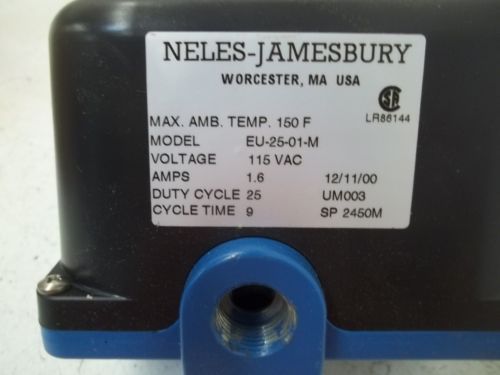 NELES-JAMESBURY
WORCESTER, MA USA
LR86144
MAX. AMB. TEMP. 150 F
MODEL EU-25-01-M
VOLTAGE 115 VAC
AMPS 1.6 12/11/00
DUTY CYCLE 25 UM003
CYCLE TIME 9 SP 2450M